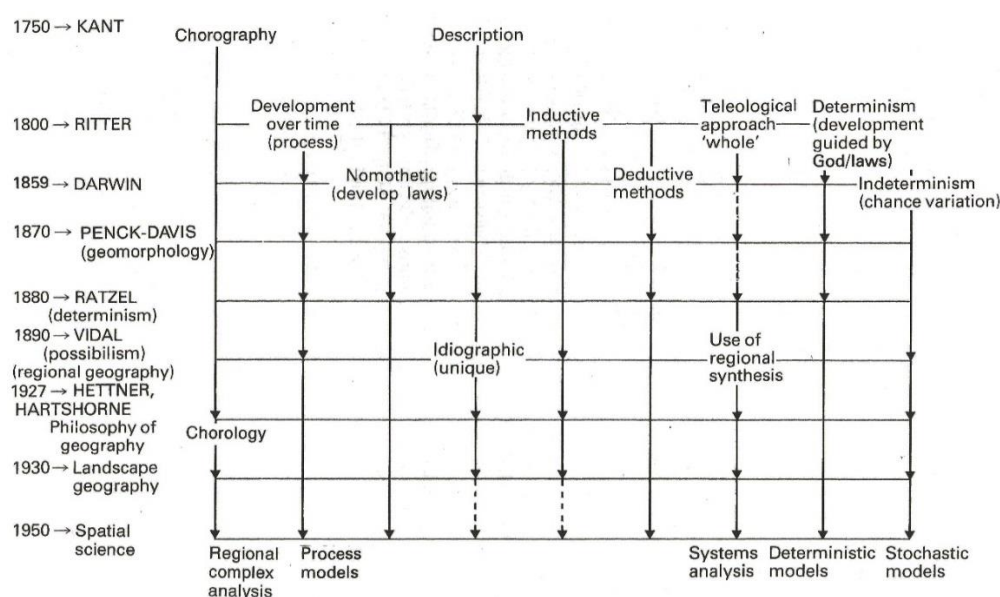 1750 → KANT
Chorography
Description
Development
over time
(process)
Inductive
methods
Teleological
approach
'whole'
Determinism
(development
guided by
God/laws)
1800 → RITTER
1859 → DARWIN
Nomothetic
(develop laws)
Deductive
methods
Indeterminism
(chance variation)
1870 → PENCK-DAVIS
(geomorphology)
1880 → RATZEL
(determinism)
1890 → VIDAL
(possibilism)
(regional geography)
Idiographic
(unique)
Use of
regional
synthesis
1927 → HETTNER,
HARTSHORNE
Philosophy of
geography
Chorology
1930 → Landscape
geography
1950 → Spatial
science
Regional
complex
analysis
Process
models
Systems
analysis
Deterministic
models
Stochastic
models